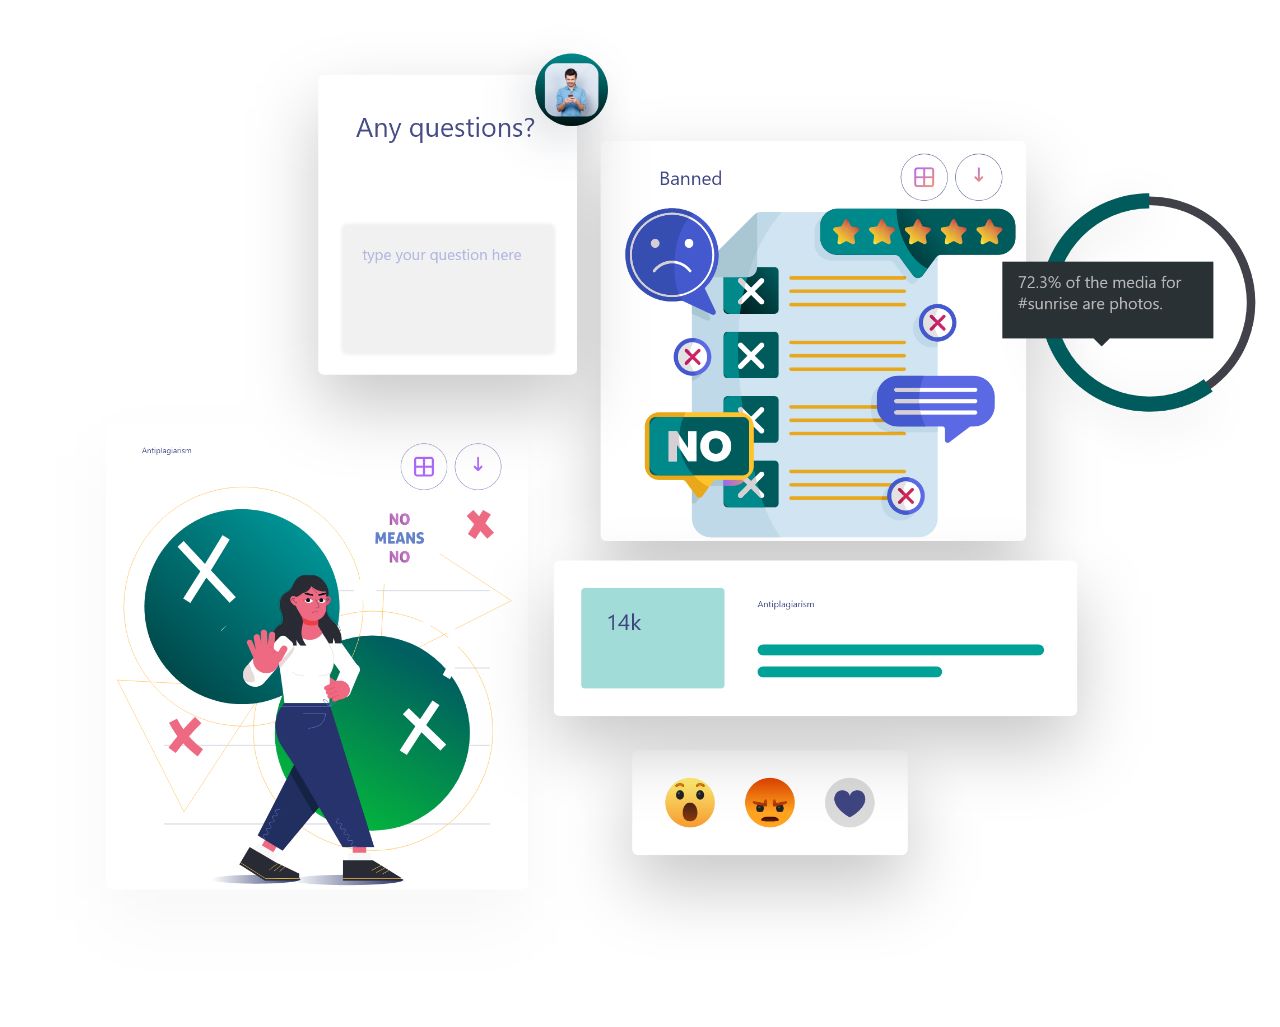 Any questions?
type your question here
Banned
72.3% of the media for
#sunrise are photos.
NO
Antiplagiarism
NO
MEANS
NO
14k
Antiplagiarism